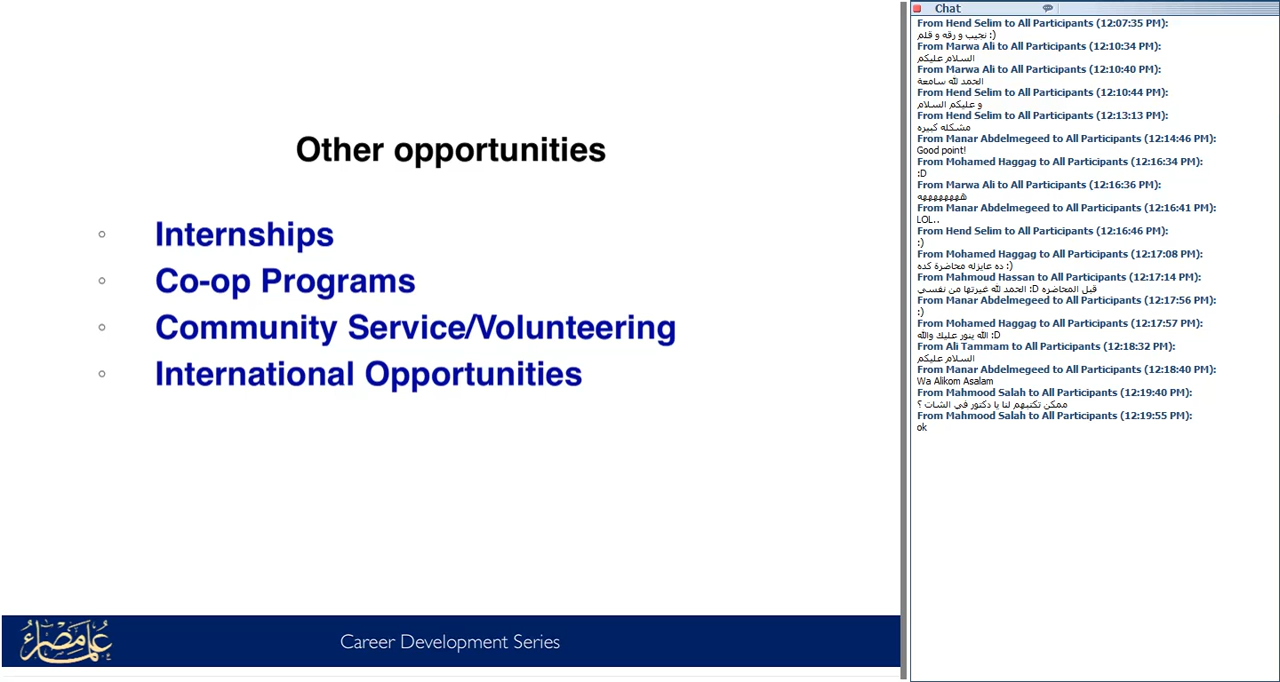 Other opportunities
Internships
Co-op Programs
Community Service/Volunteering
International Opportunities
علماء مصر
Career Development Series
Chat
From Hend Selim to All Participants (12:07:35 PM):
نجيب و رقه و قلم :)
From Marwa Ali to All Participants (12:10:34 PM):
السلام عليكم
From Marwa Ali to All Participants (12:10:40 PM):
الحمد لله سامعة
From Hend Selim to All Participants (12:10:44 PM):
و عليكم السلام
From Hend Selim to All Participants (12:13:13 PM):
مشكله كبيره
From Manar Abdelmegeed to All Participants (12:14:46 PM):
Good point!
From Mohamed Haggag to All Participants (12:16:34 PM):
:D
From Marwa Ali to All Participants (12:16:36 PM):
From Manar Abdelmegeed to All Participants (12:16:41 PM):
LOL..
From Hend Selim to All Participants (12:16:46 PM):
:)
From Mohamed Haggag to All Participants (12:17:08 PM):
ده عايزله محاضرة كده :)
From Mahmoud Hassan to All Participants (12:17:14 PM):
الحمد لله غيرتها من نفسي :D قبل المحاضره
From Manar Abdelmegeed to All Participants (12:17:56 PM):
:)
From Mohamed Haggag to All Participants (12:17:57 PM):
الله ينور عليك والله :D
From Ali Tammam to All Participants (12:18:32 PM):
السلام عليكم
From Manar Abdelmegeed to All Participants (12:18:40 PM):
Wa Alikom Asalam
From Mahmood Salah to All Participants (12:19:40 PM):
ممكن تكتبهم لنا يا دكتور في الشات ؟
From Mahmood Salah to All Participants (12:19:55 PM):
ok